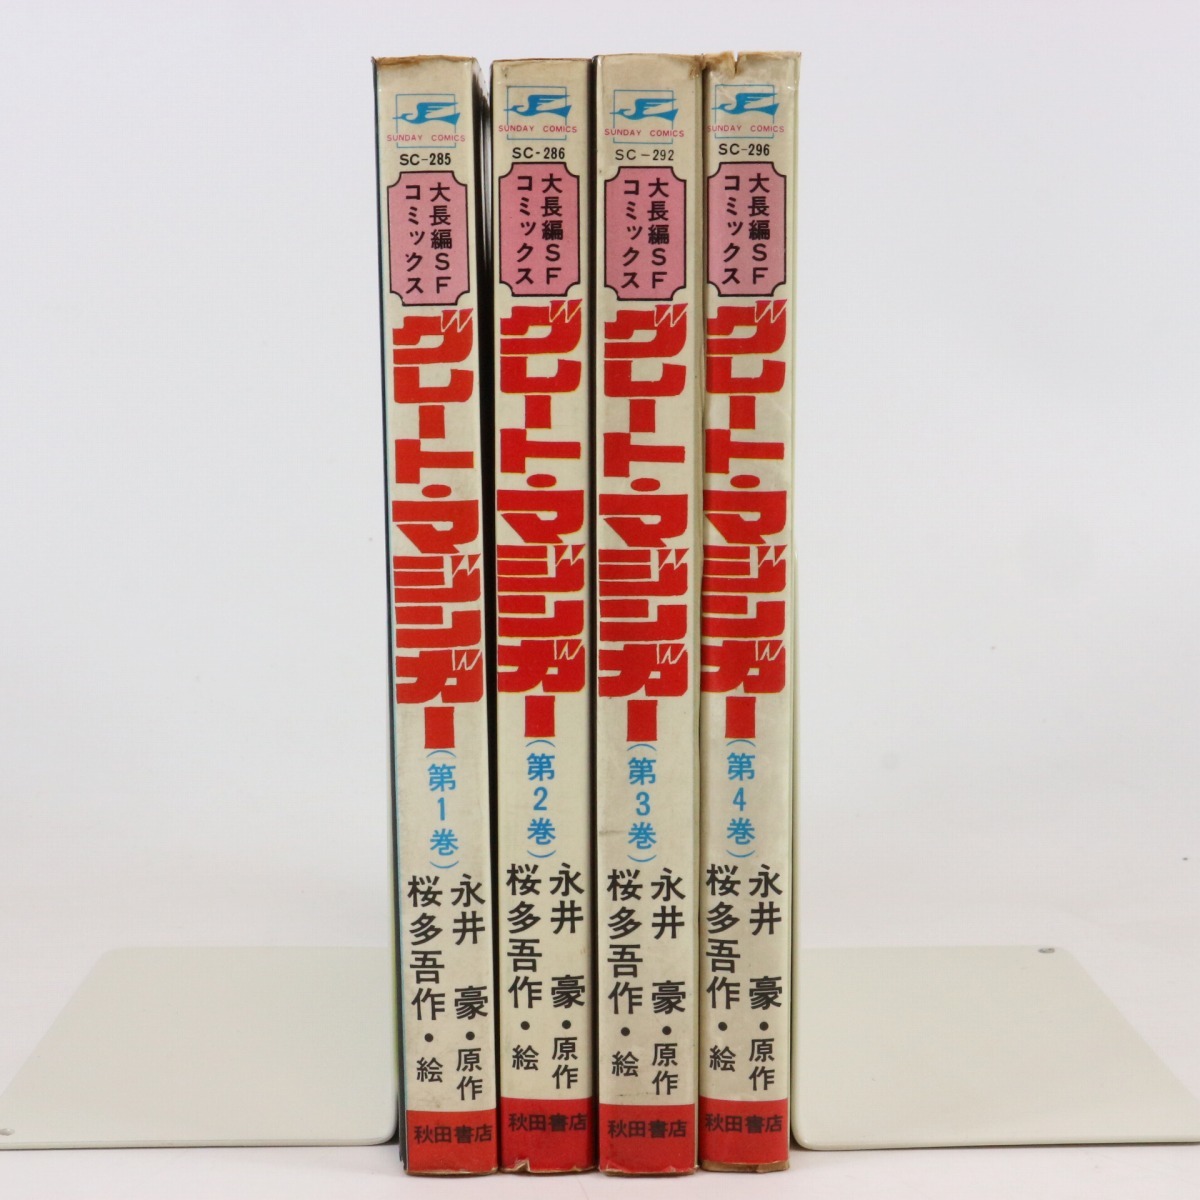 SUNDAY COMICS
SC-285
大長編SF
コミックス
グレート・マジンガー
(第1巻)
永井 豪・原作
桜多吾作・絵
秋田書店
SUNDAY COMICS
SC-286
大長編SF
コミックス
グレート・マジンガー
(第2巻)
永井 豪・原作
桜多吾作・絵
秋田書店
SUNDAY COMICS
SC-292
大長編SF
コミックス
グレート・マジンガー
(第3巻)
永井 豪・原作
桜多吾作・絵
秋田書店
SUNDAY COMICS
SC-296
大長編SF
コミックス
グレート・マジンガー
(第4巻)
永井 豪・原作
桜多吾作・絵
秋田書店